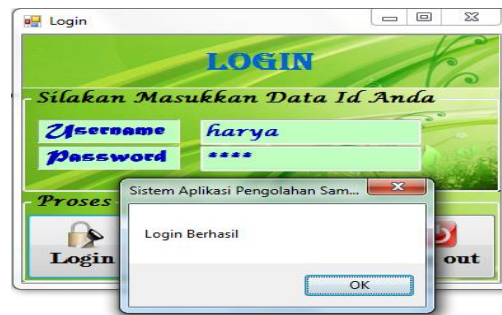 Login
LOGIN
Silakan Masukkan Data Id Anda
Username harya
Password ****
Sistem Aplikasi Pengolahan Sam...
Proses
Login Berhasil
Login out
OK